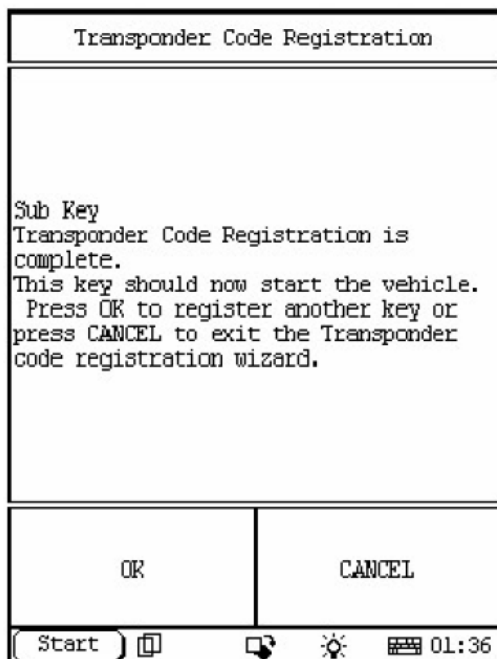 Transponder Code Registration
Sub Key
Transponder Code Registration is
complete.
This key should now start the vehicle.
Press OK to register another key or
press CANCEL to exit the Transponder
code registration wizard.
OK
CANCEL
Start
01:36